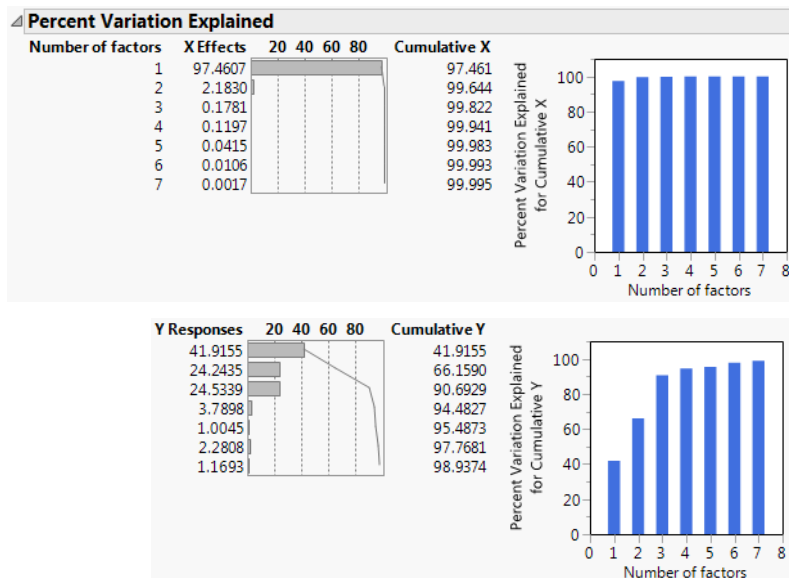 Percent Variation Explained
Number of factors X Effects 20 40 60 80 Cumulative X
1 97.4607 97.461
2 2.1830 99.644
3 0.1781 99.822
4 0.1197 99.941
5 0.0415 99.983
6 0.0106 99.993
7 0.0017 99.995
Percent Variation Explained
for Cumulative X
100
80
60
40
20
0
0 1 2 3 4 5 6 7 8
Number of factors
Y Responses 20 40 60 80 Cumulative Y
41.9155 41.9155
24.2435 66.1590
24.5339 90.6929
3.7898 94.4827
1.0045 95.4873
2.2808 97.7681
1.1693 98.9374
Percent Variation Explained
for Cumulative Y
100
80
60
40
20
0
0 1 2 3 4 5 6 7 8
Number of factors